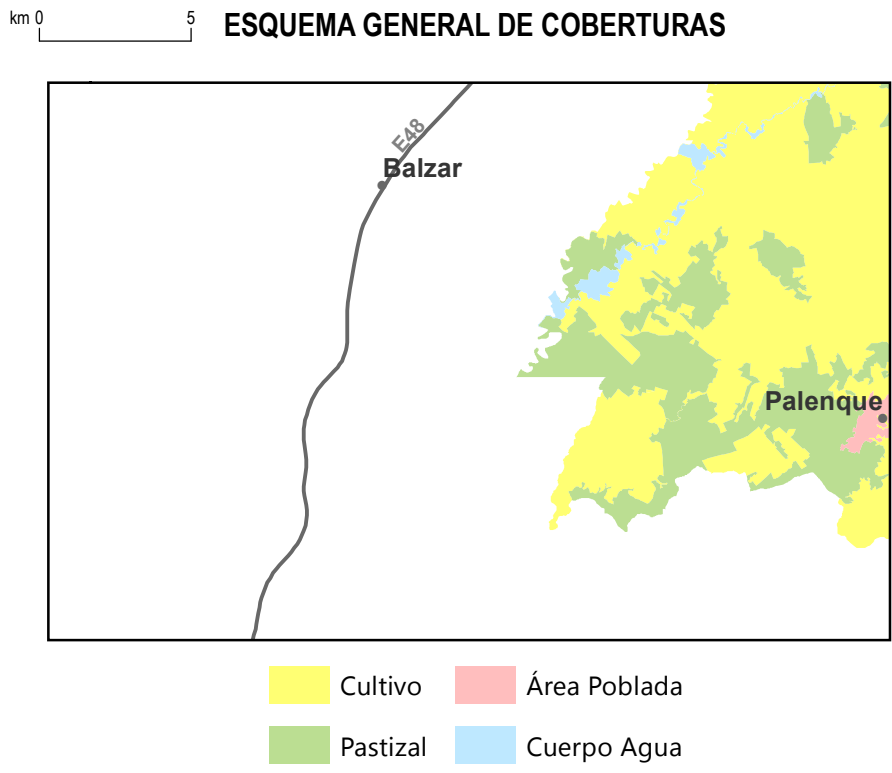 km 0 5
ESQUEMA GENERAL DE COBERTURAS
E48
Balzar
Palenque
Cultivo
Área Poblada
Pastizal
Cuerpo Agua